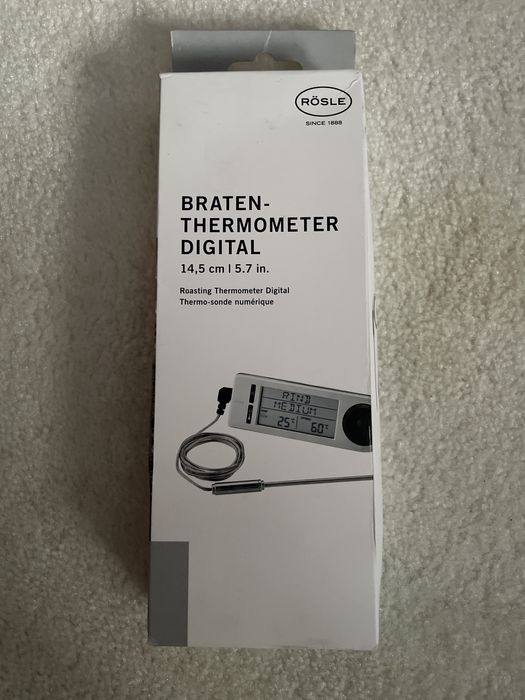 RÖSLE
SINCE 1888
BRATEN-
THERMOMETER
DIGITAL
14,5 cm | 5.7 in.
Roasting Thermometer Digital
Thermo-sonde numérique
RIND
MEDIUM
25°C 60°C